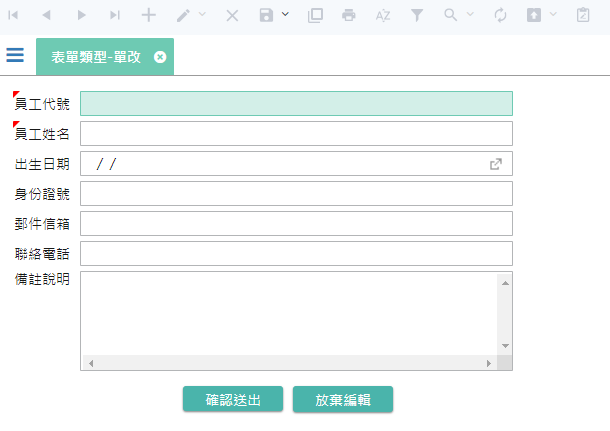 表單類型-單改
員工代號
員工姓名
出生日期 / /
身份證號
郵件信箱
聯絡電話
備註說明
確認送出 放棄編輯